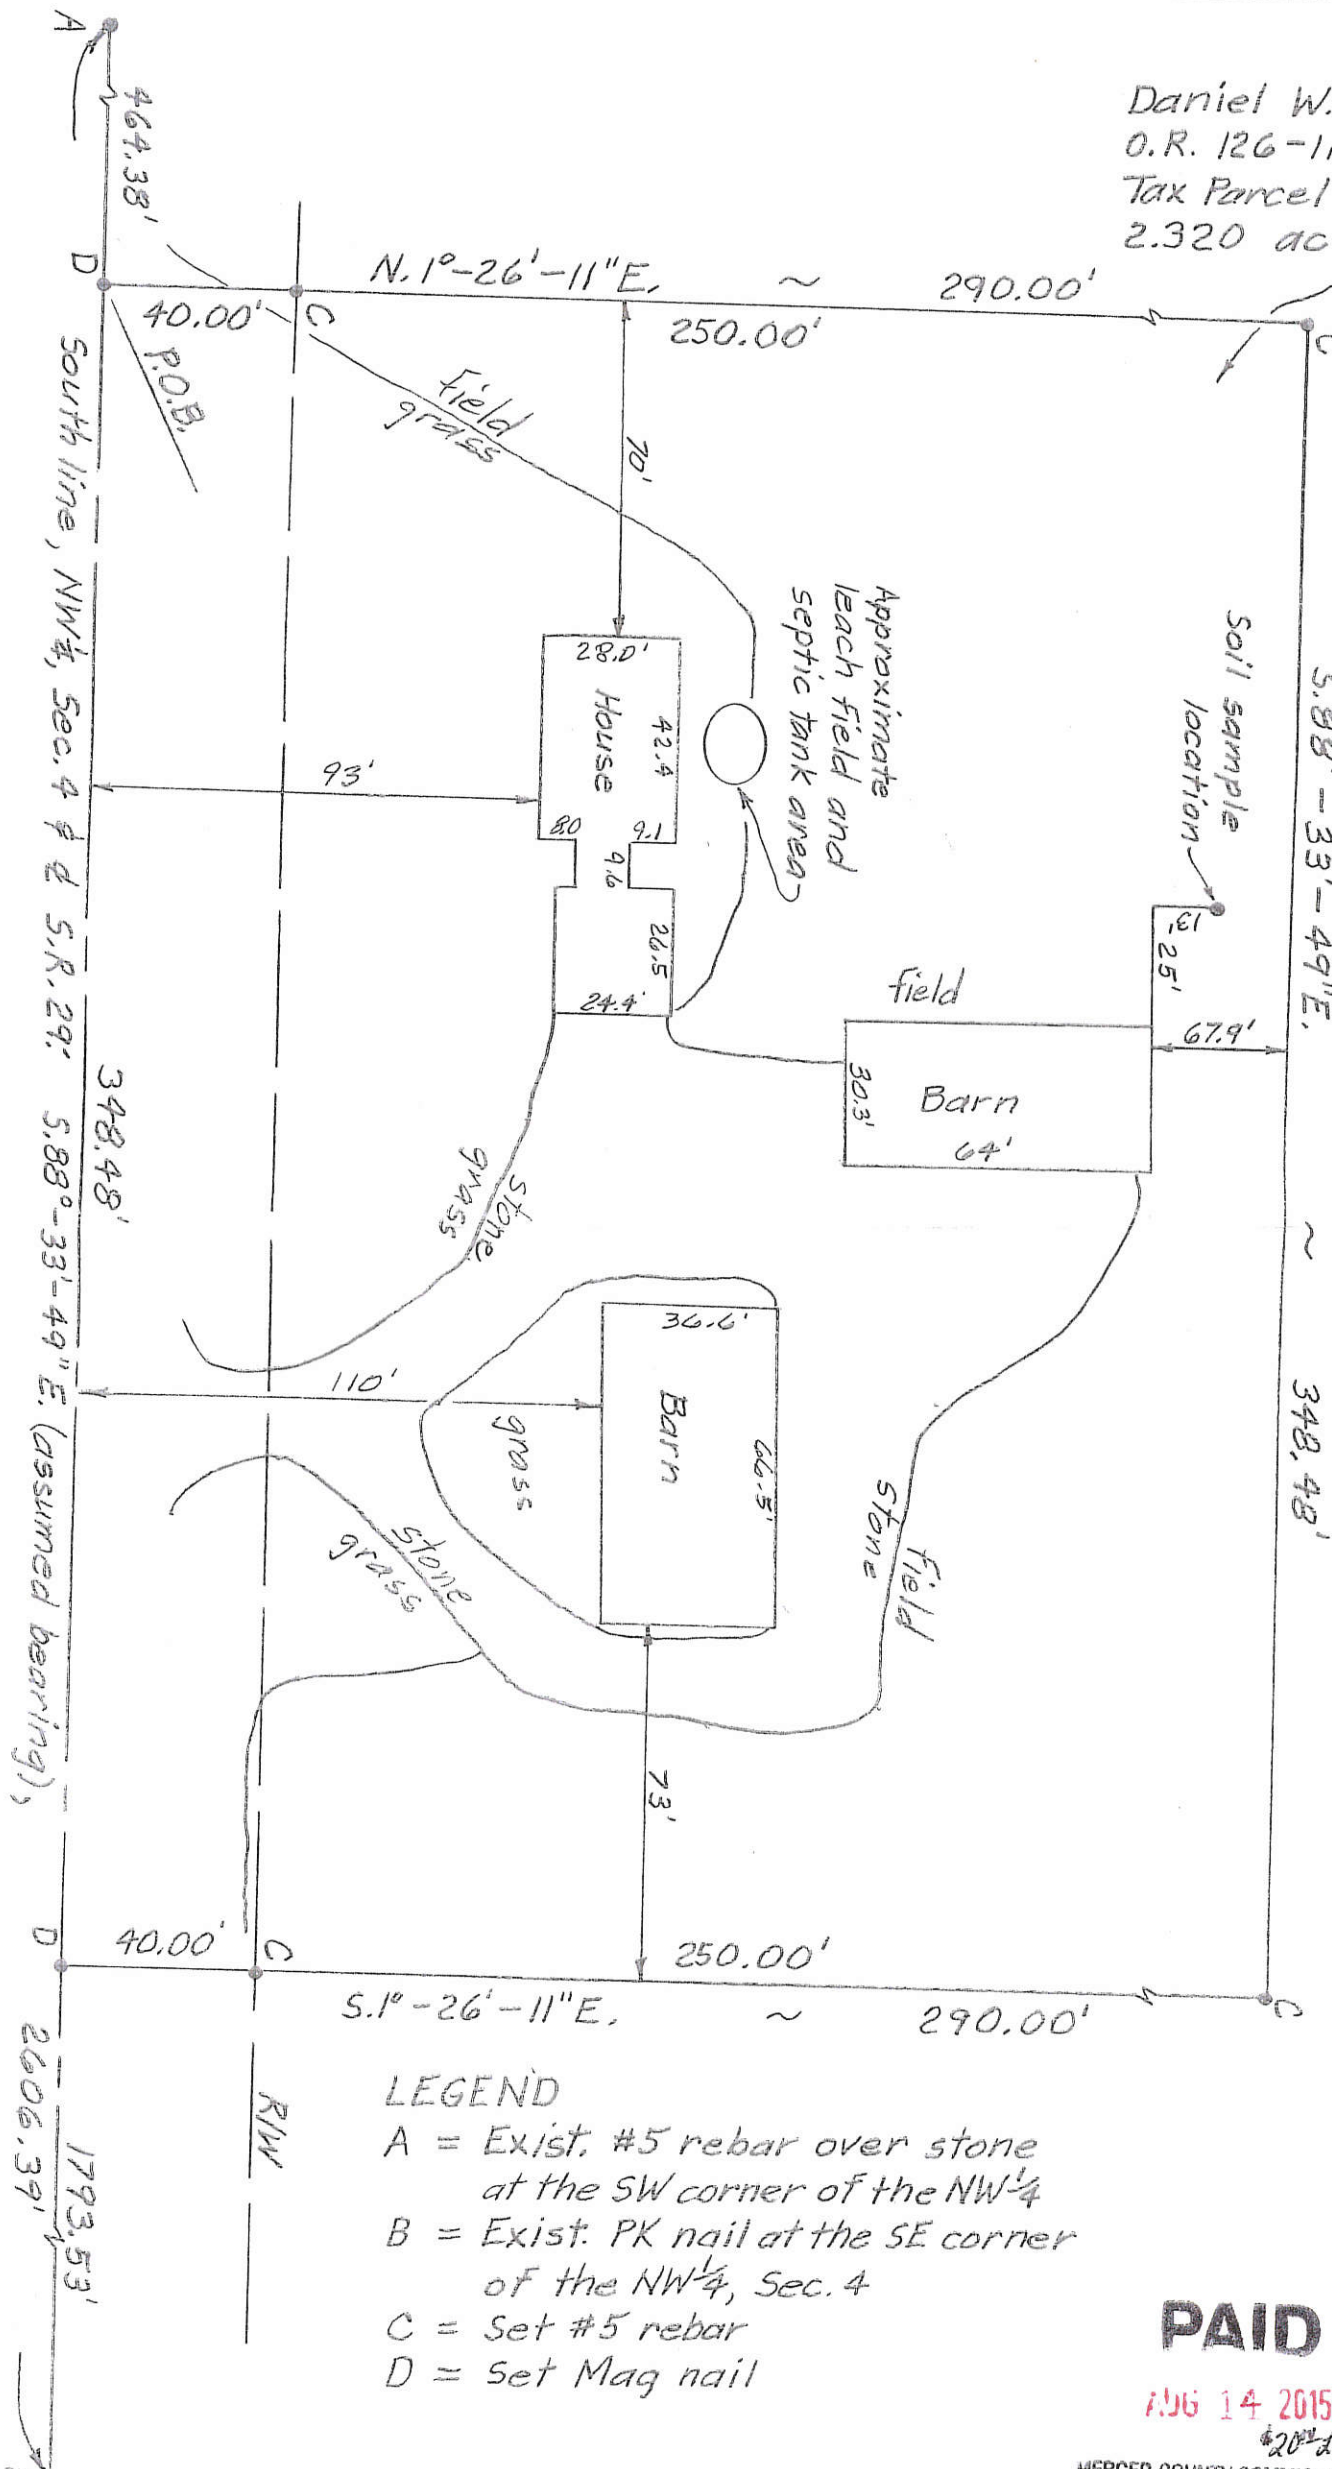 Daniel W.
O.R. 126-11
Tax Parcel
2.320 ac
A
464.38'
D
40.00'
C
N.1°-26'-11"E. ~ 290.00'
250.00'
P.O.B.
field
grass
70'
Approximate
leach field and
septic tank area
Soil sample
location
S.88°-33'-49"E. ~ 348.48'
13'
25'
67.9'
28.0'
House
42.4
93'
8.0
9.1
9.6
26.5
24.4'
field
Barn
30.3'
64'
stone
grass
South line, NW¼, Sec. 4 & ℄ S.R. 29: S.88°-33'-49"E. (assumed bearing),
348.48'
110'
36.6'
Barn
66.5'
grass
stone
grass
field
stone
73'
D
40.00'
C
250.00'
C
S.1°-26'-11"E. ~ 290.00'
R/W
1793.53'
2606.39'
LEGEND
A = Exist. #5 rebar over stone
at the SW corner of the NW¼
B = Exist. PK nail at the SE corner
of the NW¼, Sec. 4
C = Set #5 rebar
D = Set Mag nail
PAID
AUG 14 2015